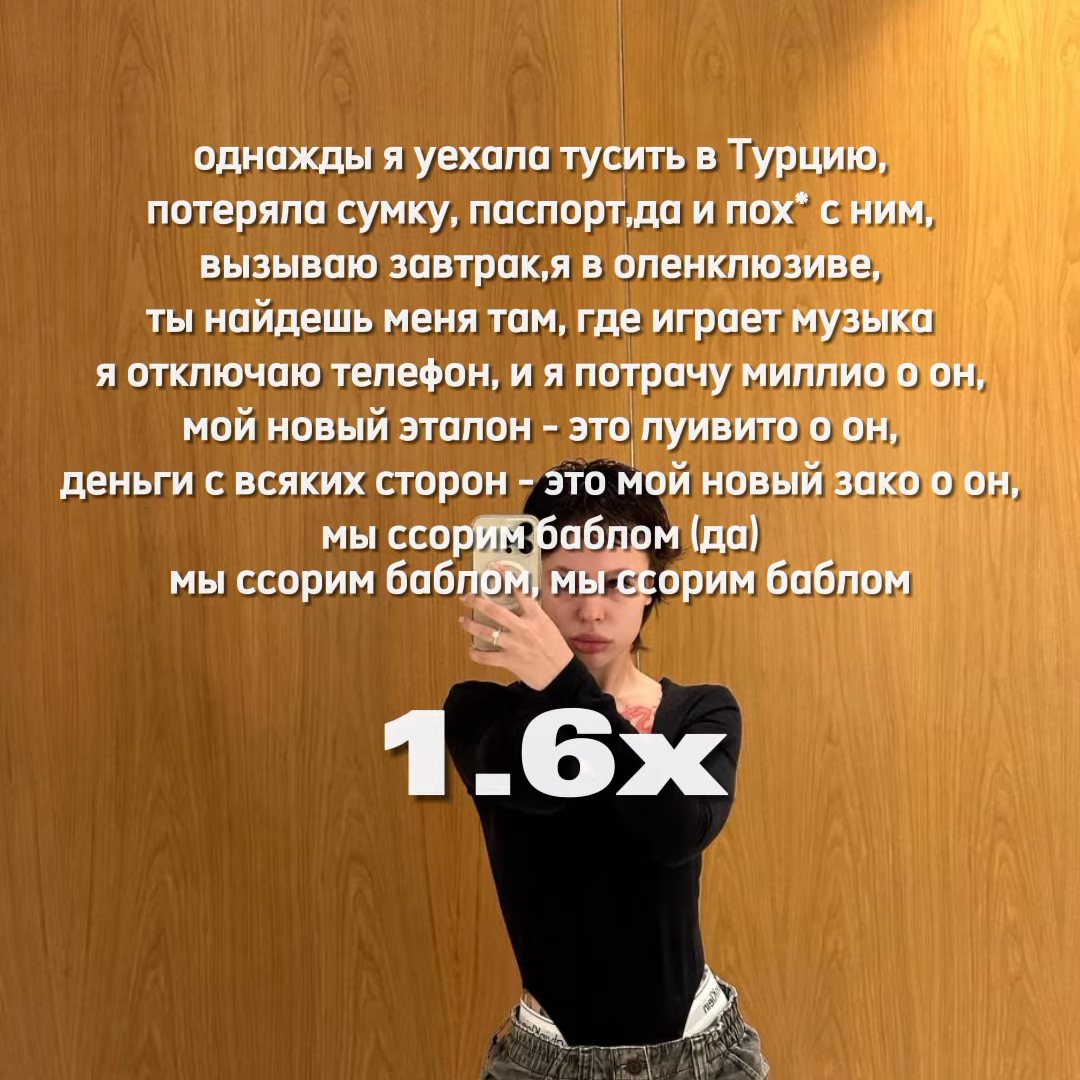 однажды я уехала тусить в Турцию,
потеряла сумку, паспорт,да и пох* с ним,
вызываю завтрак,я в оленклюзиве,
ты найдешь меня там, где играет музыка
я отключаю телефон, и я потрачу миллио о он,
мой новый эталон - это луивито о он,
деньги с всяких сторон - это мой новый зако о он,
мы ссорим баблом (да)
мы ссорим баблом, мы ссорим баблом
1.6x